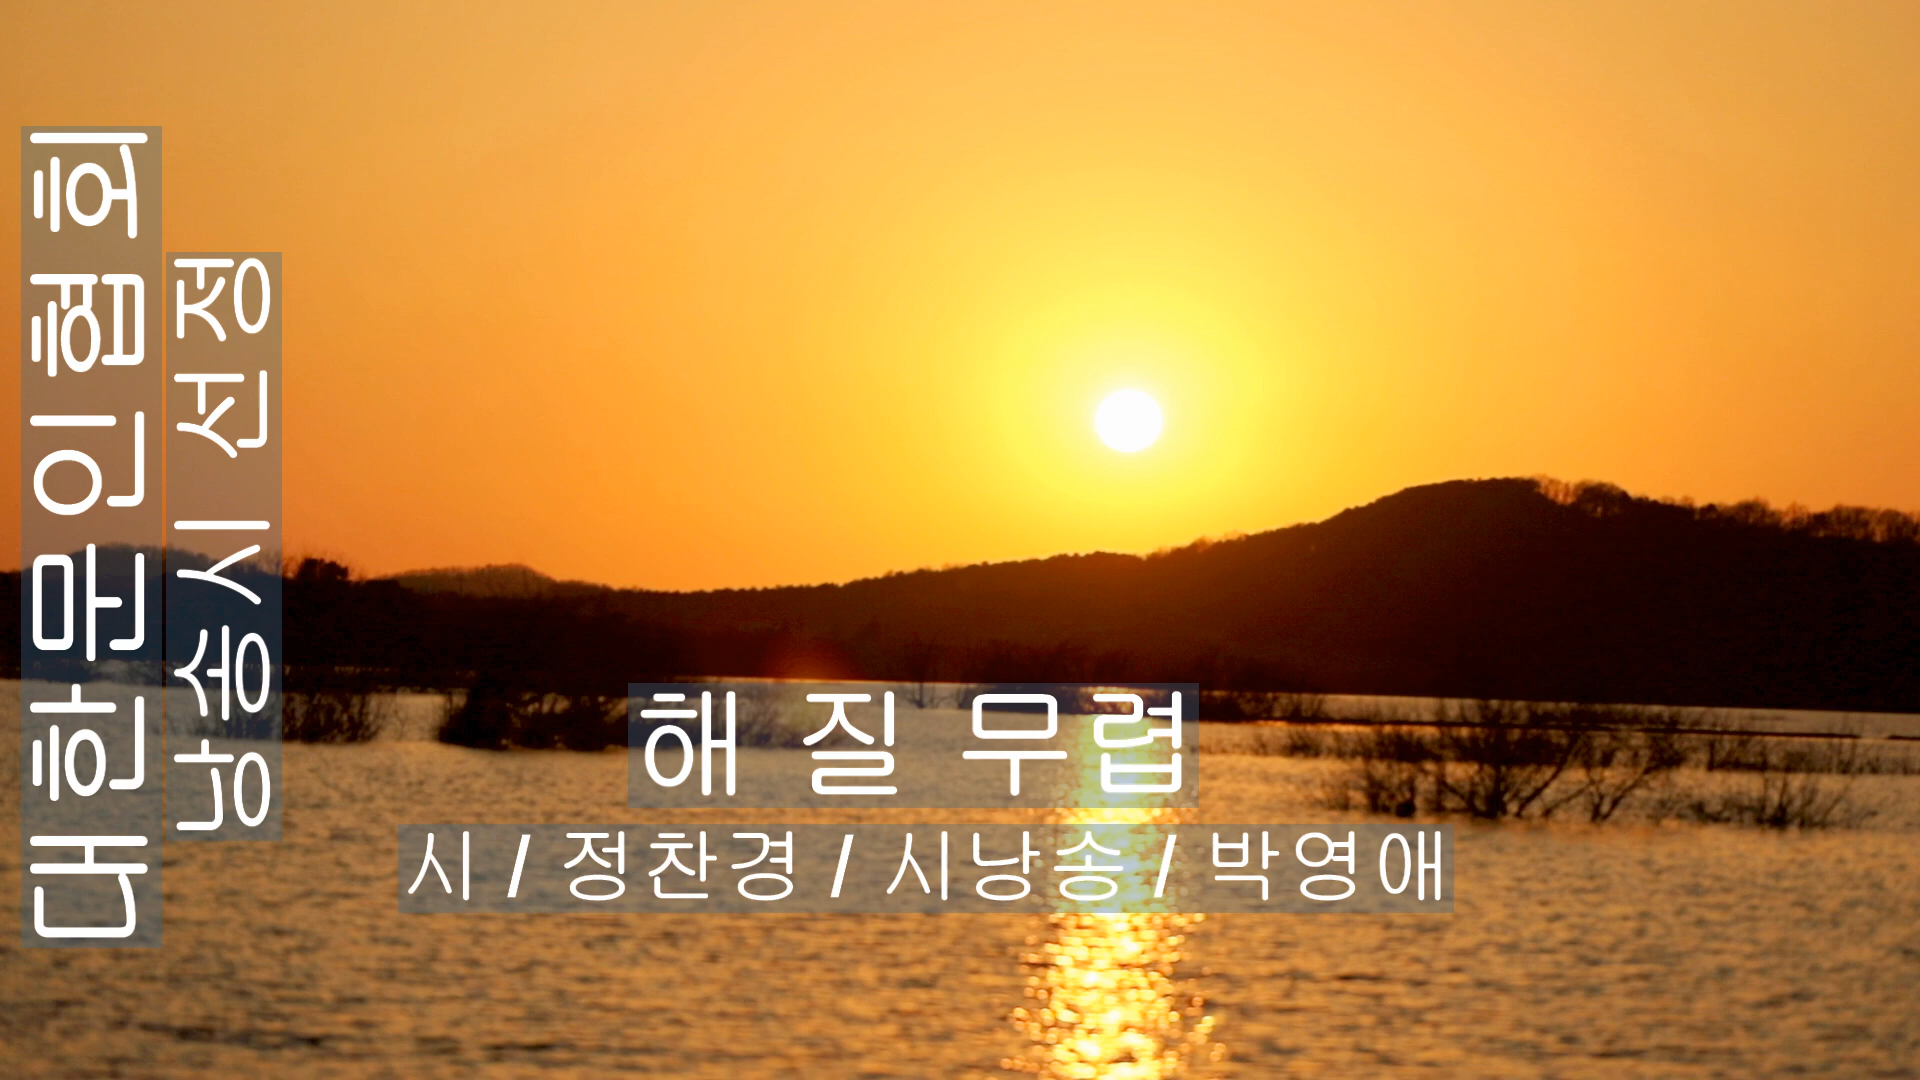 대한문인협회
낭송시 선정
해 질 무렵
시 / 정찬경 / 시낭송 / 박영애